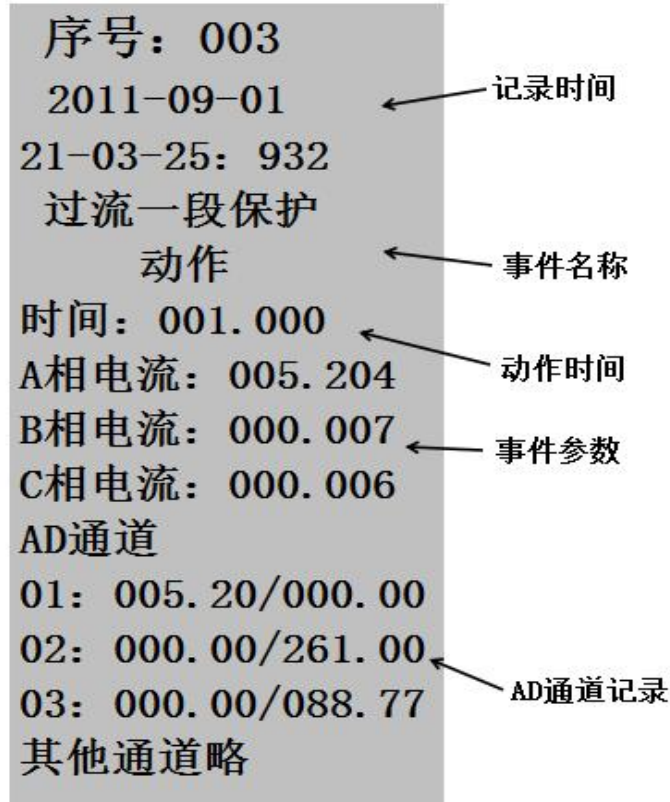 序号：003
2011-09-01
记录时间
21-03-25：932
过流一段保护
动作
事件名称
时间：001.000
动作时间
A相电流：005.204
B相电流：000.007
事件参数
C相电流：000.006
AD通道
01：005.20/000.00
02：000.00/261.00
AD通道记录
03：000.00/088.77
其他通道略